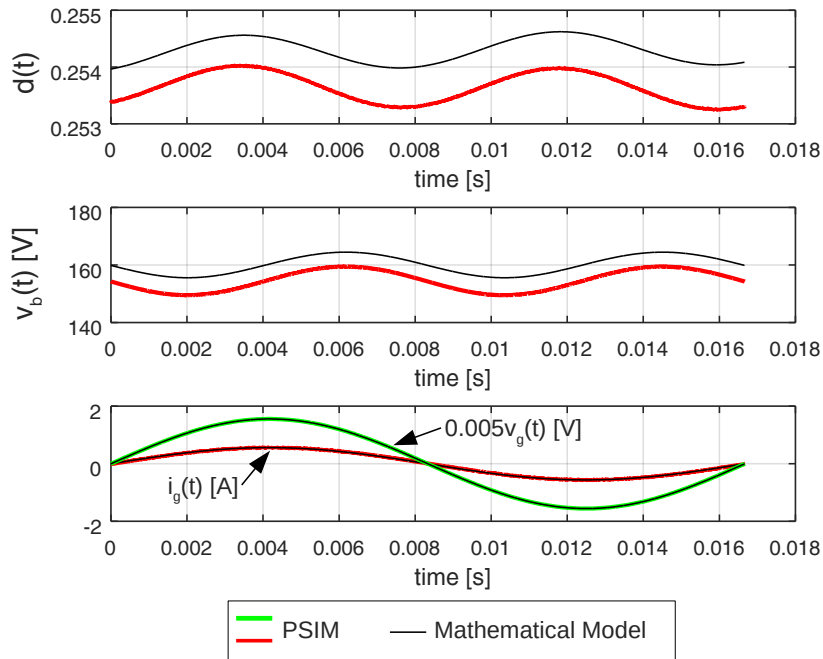 0.255
0.254
0.253
d(t)
0 0.002 0.004 0.006 0.008 0.01 0.012 0.014 0.016 0.018
time [s]
180
160
140
v_b(t) [V]
0 0.002 0.004 0.006 0.008 0.01 0.012 0.014 0.016 0.018
time [s]
2
0
-2
0.005v_g(t) [V]
i_g(t) [A]
0 0.002 0.004 0.006 0.008 0.01 0.012 0.014 0.016 0.018
time [s]
PSIM Mathematical Model